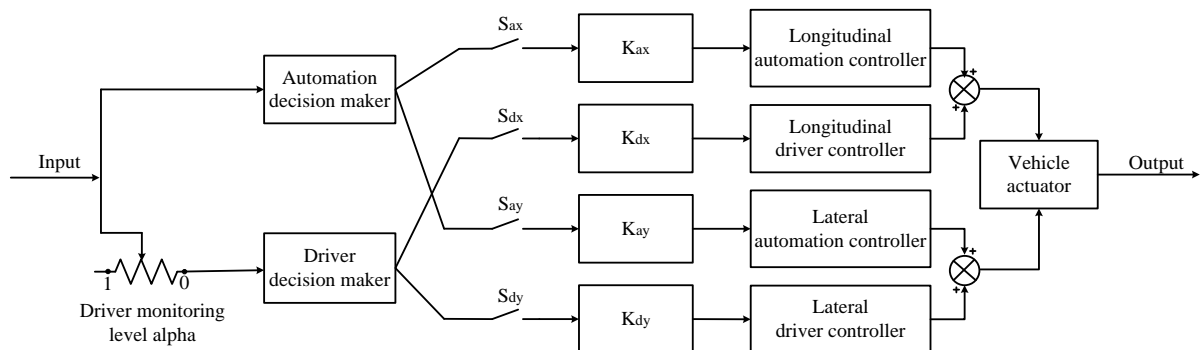 Input
Automation
decision maker
1
0
Driver monitoring
level alpha
Driver
decision maker
Sax
Kax
Longitudinal
automation controller
+
+
Sdx
Kdx
Longitudinal
driver controller
Say
Kay
Lateral
automation controller
+
+
Sdy
Kdy
Lateral
driver controller
Vehicle
actuator
Output